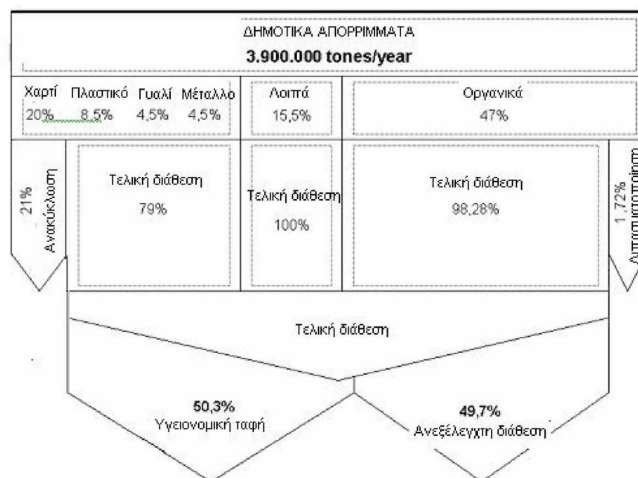 ΔΗΜΟΤΙΚΑ ΑΠΟΡΡΙΜΜΑΤΑ
3.900.000 tones/year
Χαρτί Πλαστικό Γυαλί Μέταλλο Λοιπά Οργανικά
20% 8,5% 4,5% 4,5% 15,5% 47%
21%
Ανακύκλωση
Τελική διάθεση
79%
Τελική διάθεση
100%
Τελική διάθεση
98,28%
1,72%
Λιπασματοποίηση
Τελική διάθεση
50,3%
Υγειονομική ταφή
49,7%
Ανεξέλεγχτη διάθεση